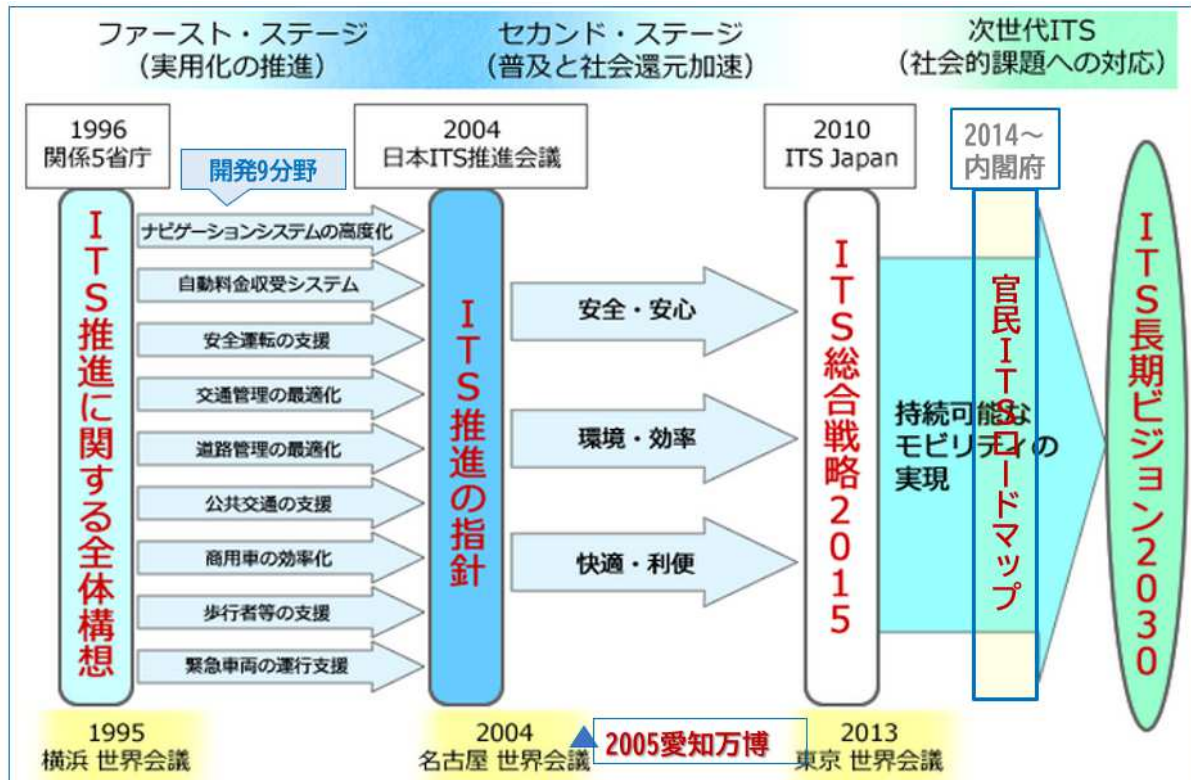 ファースト・ステージ
(実用化の推進)
セカンド・ステージ
(普及と社会還元加速)
次世代ITS
(社会的課題への対応)
1996
関係5省庁
開発9分野
2004
日本ITS推進会議
2010
ITS Japan
2014～
内閣府
ITS推進に関する全体構想
ナビゲーションシステムの高度化
自動料金収受システム
安全運転の支援
交通管理の最適化
道路管理の最適化
公共交通の支援
商用車の効率化
歩行者等の支援
緊急車両の運行支援
ITS推進の指針
安全・安心
環境・効率
快適・利便
ITS総合戦略2015
持続可能な
モビリティの
実現
官民ITSロードマップ
ITS長期ビジョン2030
1995
横浜 世界会議
2004
名古屋 世界会議
2005愛知万博
2013
東京 世界会議